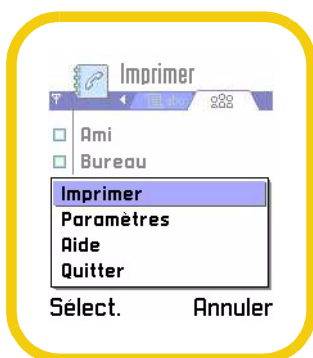 Imprimer
Ami
Bureau
Imprimer
Paramètres
Aide
Quitter
Sélect. Annuler